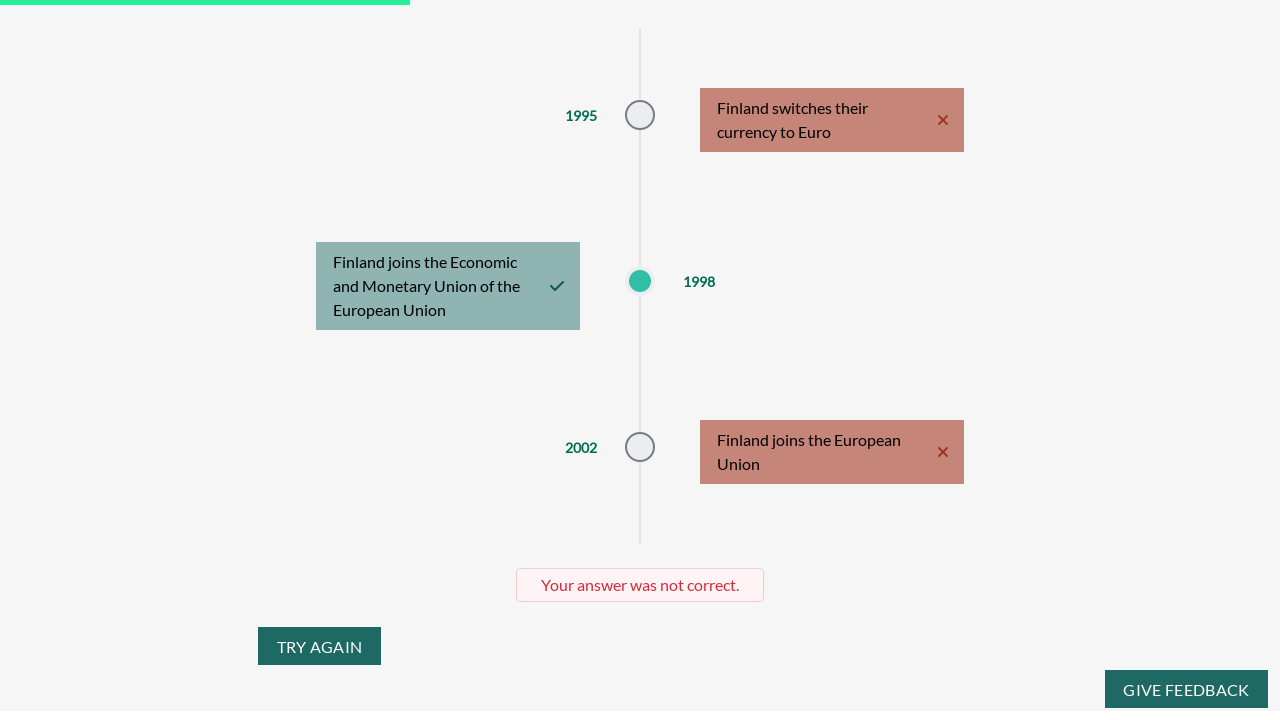 1995
Finland switches their
currency to Euro
Finland joins the Economic
and Monetary Union of the
European Union
1998
2002
Finland joins the European
Union
Your answer was not correct.
TRY AGAIN
GIVE FEEDBACK